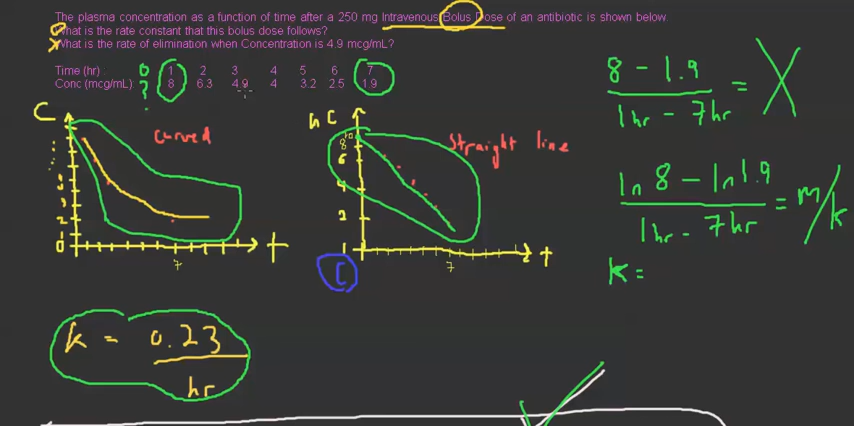 The plasma concentration as a function of time after a 250 mg Intravenous Bolus Dose of an antibiotic is shown below.
What is the rate constant that this bolus dose follows?
What is the rate of elimination when Concentration is 4.9 mcg/mL?
Time (hr) 0 1 2 3 4 5 6 7
Conc (mcg/mL): ? 8 6.3 4.9 4 3.2 2.5 1.9
C
curved
2
0
7
t
ln C
straight line
10
8
6
4
2
1
7
t
C
8 - 1.9
1hr - 7hr
= X
ln 8 - ln 1.9
1hr - 7hr
= m/k
k =
k = 0.23
hr